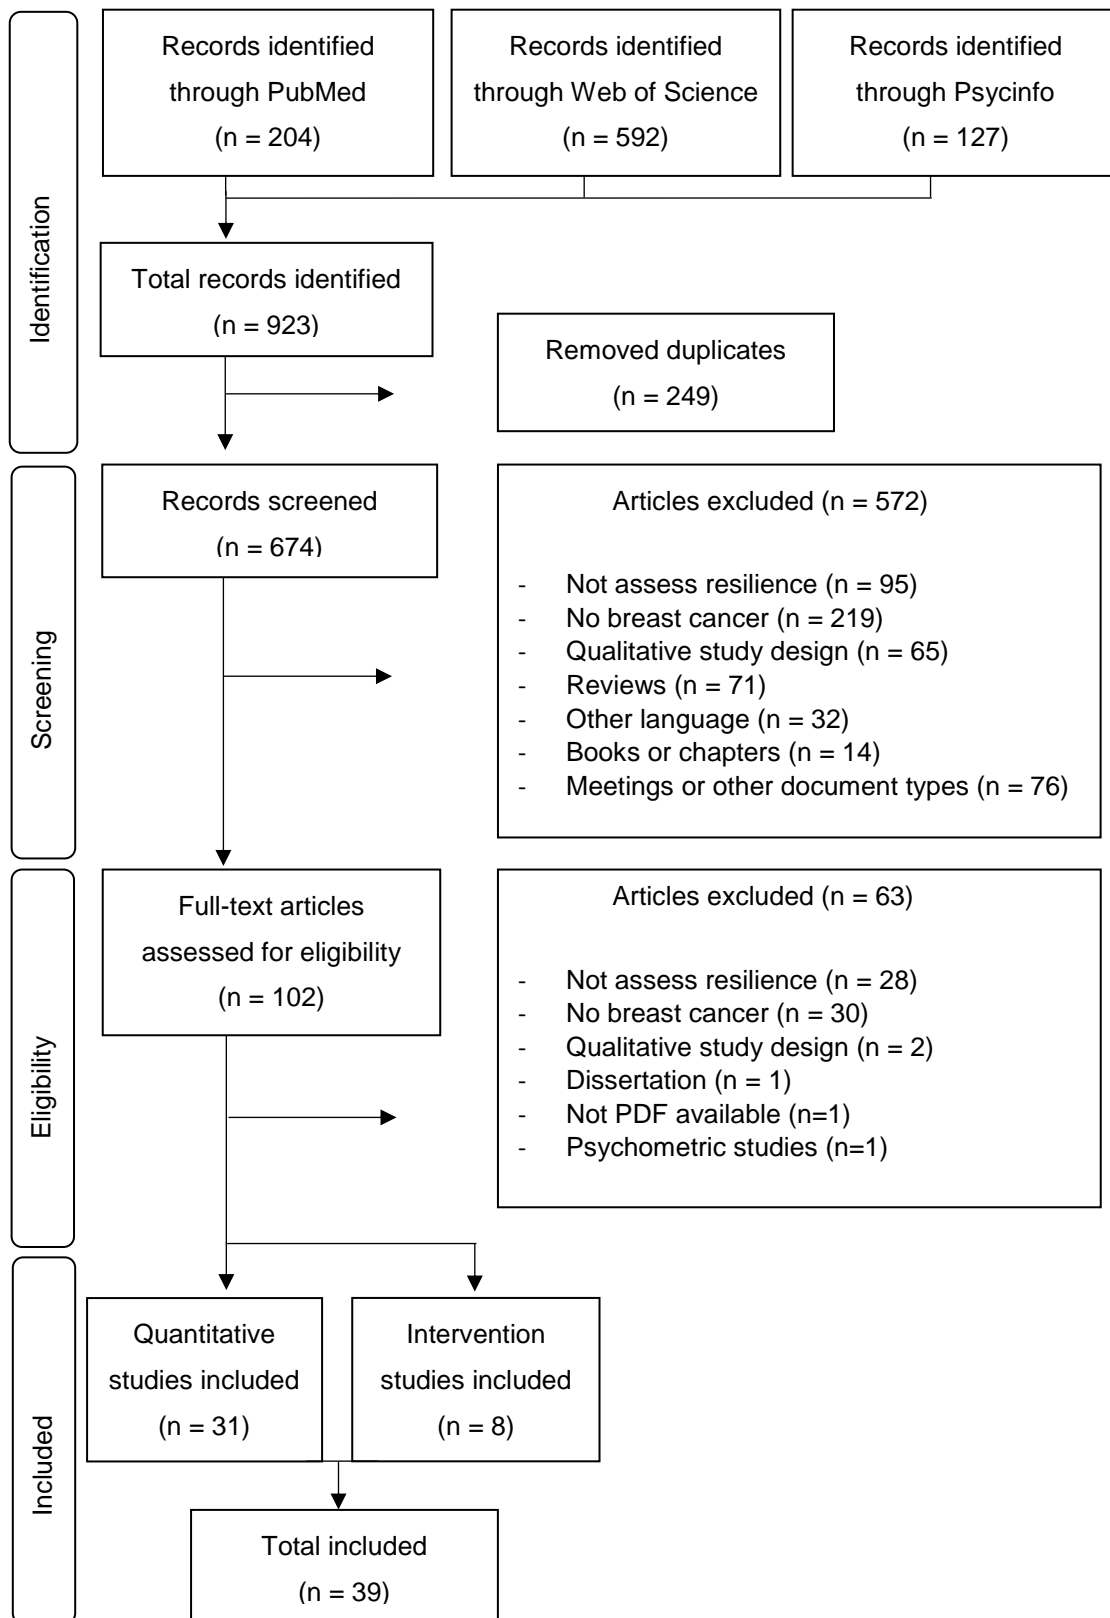 Records identified
through PubMed
(n = 204)
Records identified
through Web of Science
(n = 592)
Records identified
through Psycinfo
(n = 127)
Identification
Total records identified
(n = 923)
Removed duplicates
(n = 249)
Screening
Records screened
(n = 674)
Articles excluded (n = 572)
- Not assess resilience (n = 95)
- No breast cancer (n = 219)
- Qualitative study design (n = 65)
- Reviews (n = 71)
- Other language (n = 32)
- Books or chapters (n = 14)
- Meetings or other document types (n = 76)
Eligibility
Full-text articles
assessed for eligibility
(n = 102)
Articles excluded (n = 63)
- Not assess resilience (n = 28)
- No breast cancer (n = 30)
- Qualitative study design (n = 2)
- Dissertation (n = 1)
- Not PDF available (n=1)
- Psychometric studies (n=1)
Included
Quantitative
studies included
(n = 31)
Intervention
studies included
(n = 8)
Total included
(n = 39)